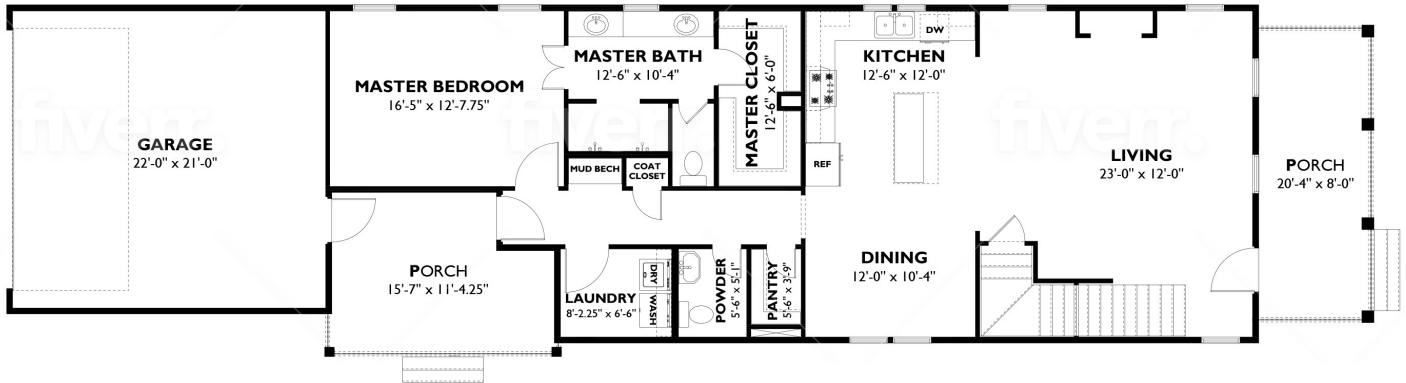 MASTER BEDROOM
16'-5" x 12'-7.75"
MASTER BATH
12'-6" x 10'-4"
MASTER CLOSET
12'-6" x 6'-0"
KITCHEN
12'-6" x 12'-0"
DW
GARAGE
22'-0" x 21'-0"
MUD BECH
COAT
CLOSET
REF
LIVING
23'-0" x 12'-0"
PORCH
20'-4" x 8'-0"
PORCH
15'-7" x 11'-4.25"
LAUNDRY
8'-2.25" x 6'-6"
DRY
WASH
POWDER
5'-6" x 5'-1"
PANTRY
5'-6" x 3'-9"
DINING
12'-0" x 10'-4"
fiverr.
fiverr.
fiverr.